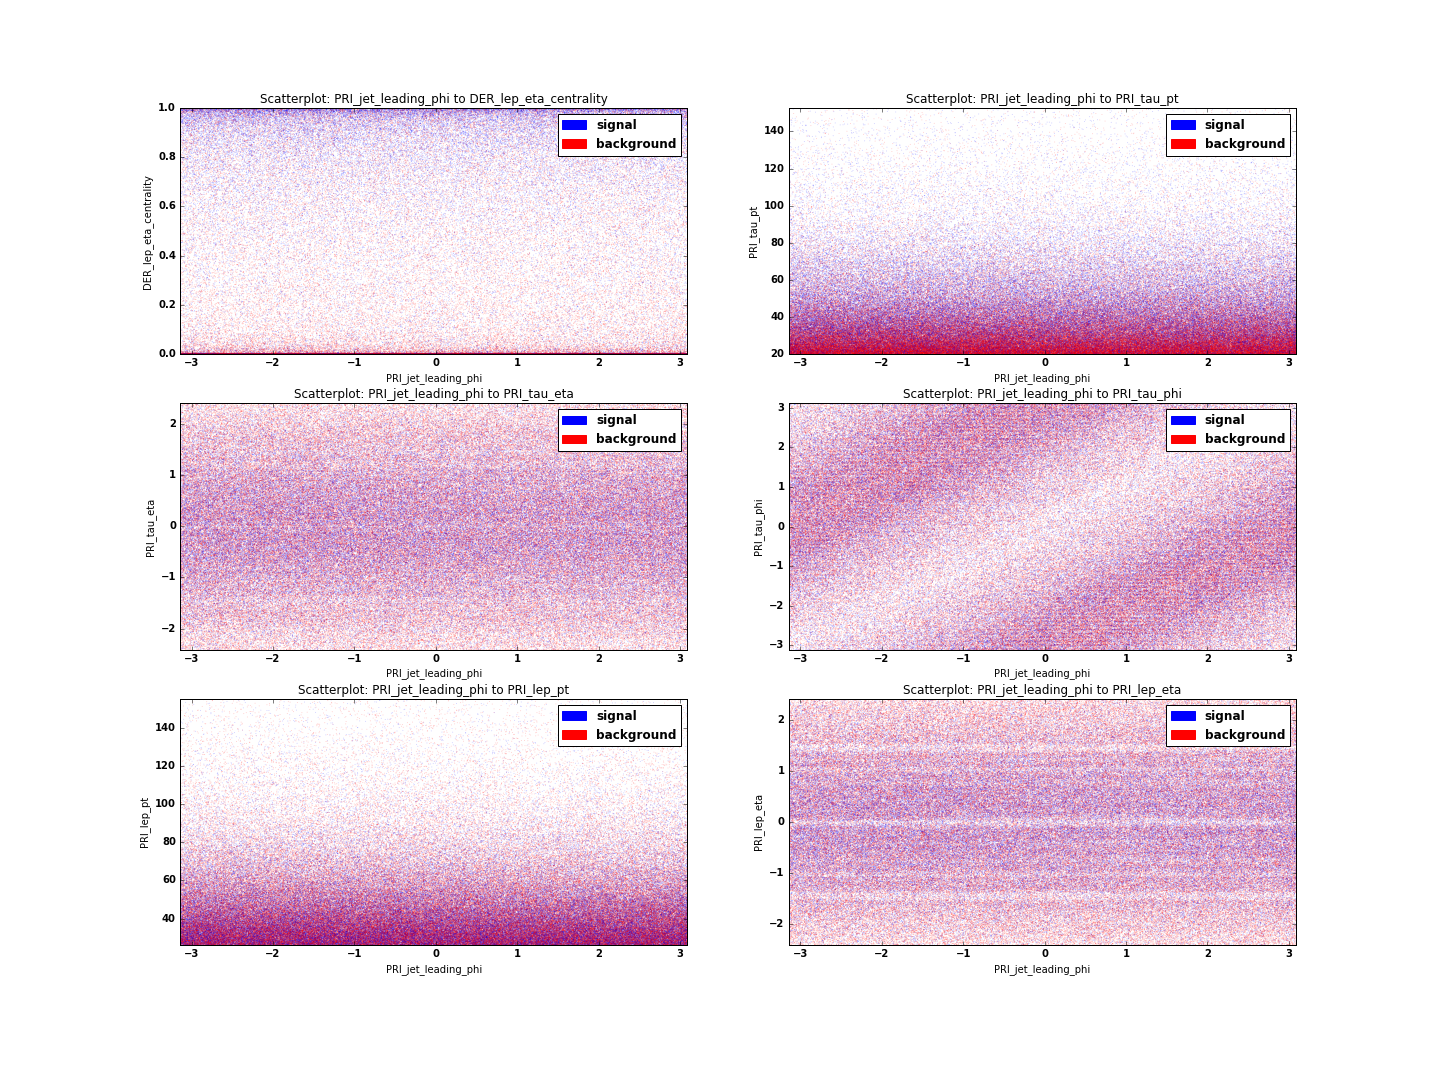 Scatterplot: PRI_jet_leading_phi to DER_lep_eta_centrality
signal
background
DER_lep_eta_centrality
1.0
0.8
0.6
0.4
0.2
0.0
−3 −2 −1 0 1 2 3
PRI_jet_leading_phi
Scatterplot: PRI_jet_leading_phi to PRI_tau_pt
signal
background
PRI_tau_pt
140
120
100
80
60
40
20
−3 −2 −1 0 1 2 3
PRI_jet_leading_phi
Scatterplot: PRI_jet_leading_phi to PRI_tau_eta
signal
background
PRI_tau_eta
2
1
0
−1
−2
−3 −2 −1 0 1 2 3
PRI_jet_leading_phi
Scatterplot: PRI_jet_leading_phi to PRI_tau_phi
signal
background
PRI_tau_phi
3
2
1
0
−1
−2
−3
−3 −2 −1 0 1 2 3
PRI_jet_leading_phi
Scatterplot: PRI_jet_leading_phi to PRI_lep_pt
signal
background
PRI_lep_pt
140
120
100
80
60
40
−3 −2 −1 0 1 2 3
PRI_jet_leading_phi
Scatterplot: PRI_jet_leading_phi to PRI_lep_eta
signal
background
PRI_lep_eta
2
1
0
−1
−2
−3 −2 −1 0 1 2 3
PRI_jet_leading_phi